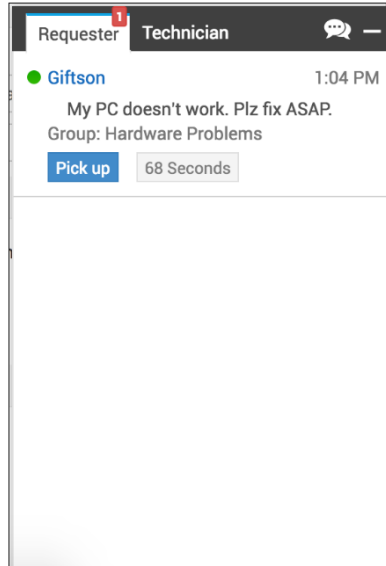 1
Requester Technician
Giftson 1:04 PM
My PC doesn't work. Plz fix ASAP.
Group: Hardware Problems
Pick up 68 Seconds